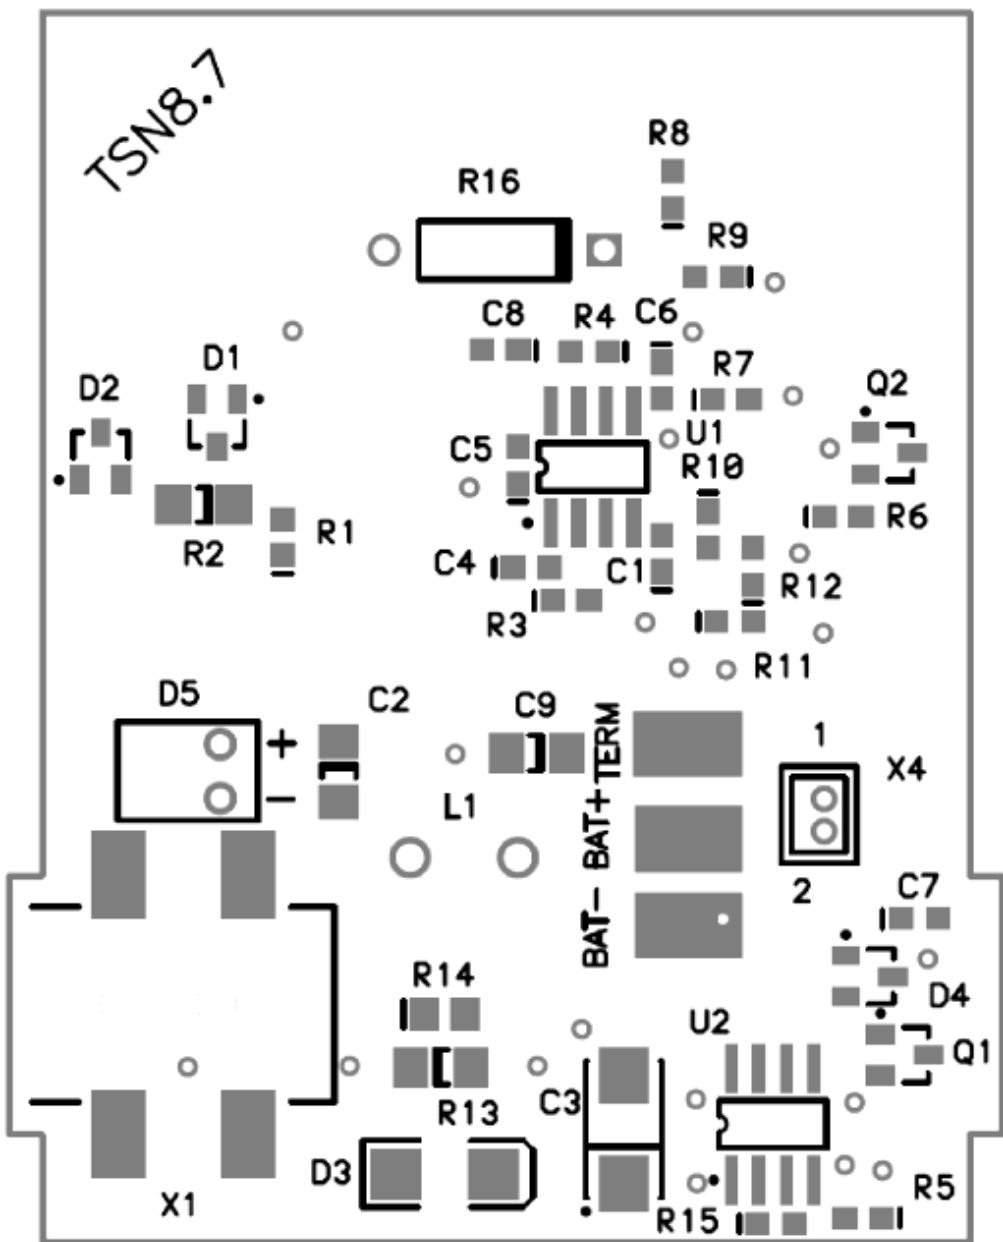 TSN8.7
R8
R16
R9
C8
R4
C6
D1
D2
R7
Q2
U1
C5
R10
R2
R1
R6
C4
C1
R12
R3
R11
D5
C2
C9
TERM
1
X4
+
−
L1
BAT+
2
BAT−
C7
R14
D4
U2
Q1
C3
R13
D3
X1
R15
R5